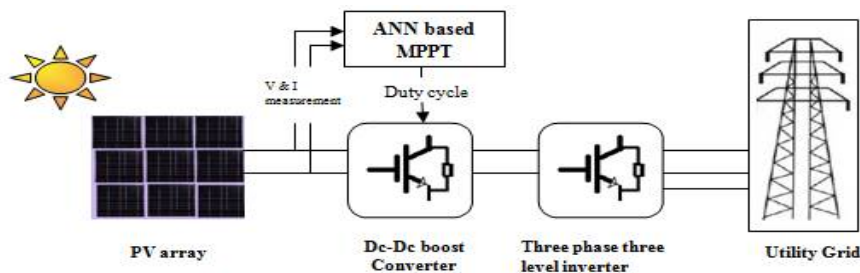 ANN based
MPPT
V & I
measurement
Duty cycle
PV array
Dc-Dc boost
Converter
Three phase three
level inverter
Utility Grid